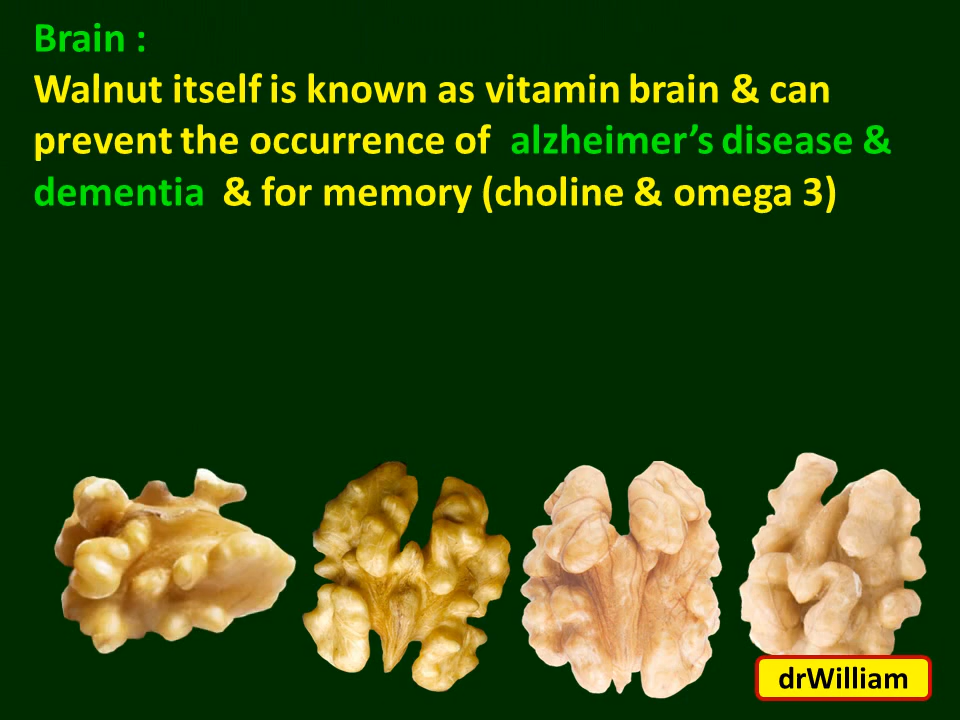 Brain :
Walnut itself is known as vitamin brain & can
prevent the occurrence of alzheimer’s disease &
dementia & for memory (choline & omega 3)
drWilliam